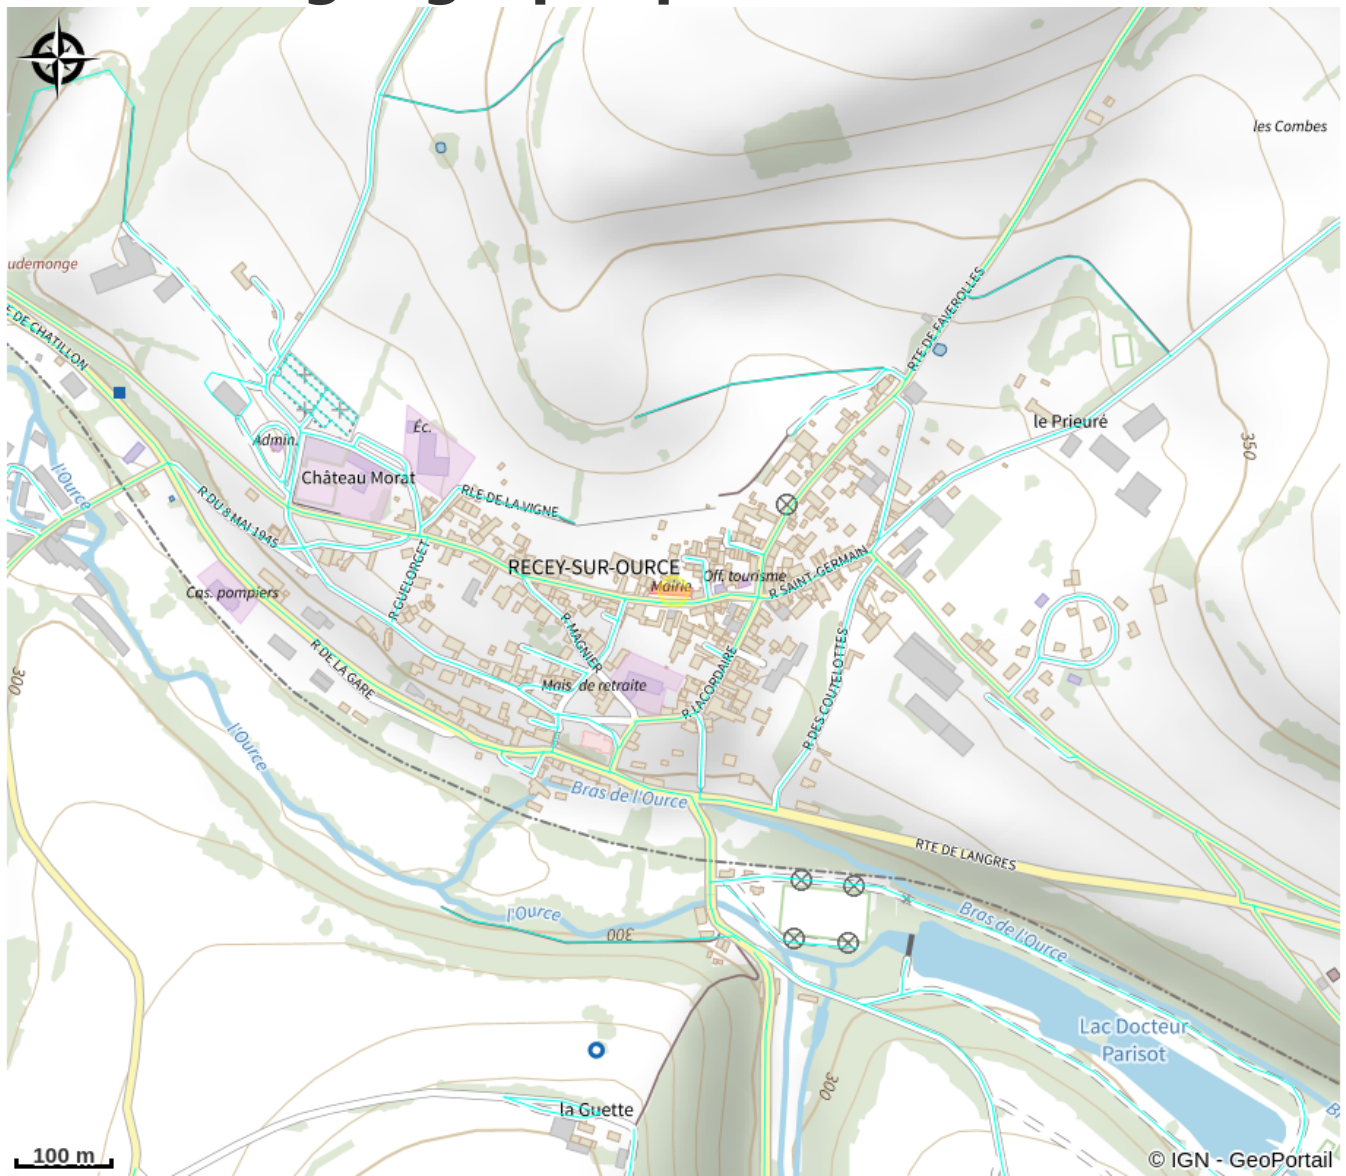 les Combes
udemonge
RTE DE FAVEROLLES
E DE CHATILLON
le Prieuré
Éc.
Admin.
350
Château Morat
l'Ource
RLE DE LA VIGNE
R DU 8 MAI 1945
RECEY-SUR-OURCE
Mairie
Off. tourisme
R SAINT-GERMAIN
R GUELORGET
Cas. pompiers
R MAGNIER
R DE LA GARE
300
Mais. de retraite
R LACORDAIRE
R DES COUTELOTTES
l'Ource
Bras de l'Ource
RTE DE LANGRES
l'Ource
300
Bras de l'Ource
Lac Docteur
Parisot
300
la Guette
100 m
© IGN - GeoPortail